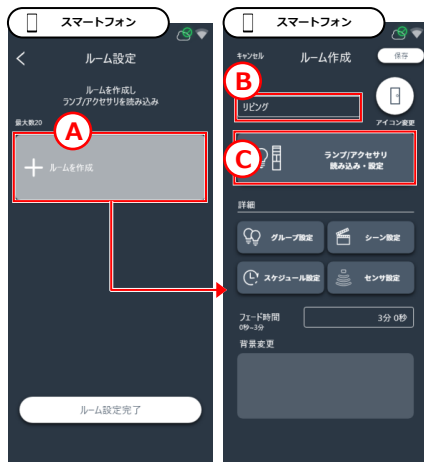 スマートフォン
ルーム設定
ルームを作成し
ランプ/アクセサリを読み込み
最大数20
A
ルームを作成
ルーム設定完了
スマートフォン
キャンセル
ルーム作成
保存
B
リビング
アイコン変更
C
ランプ/アクセサリ
読み込み・設定
詳細
グループ設定
シーン設定
スケジュール設定
センサ設定
フェード時間
0秒~3分
3分 0秒
背景変更